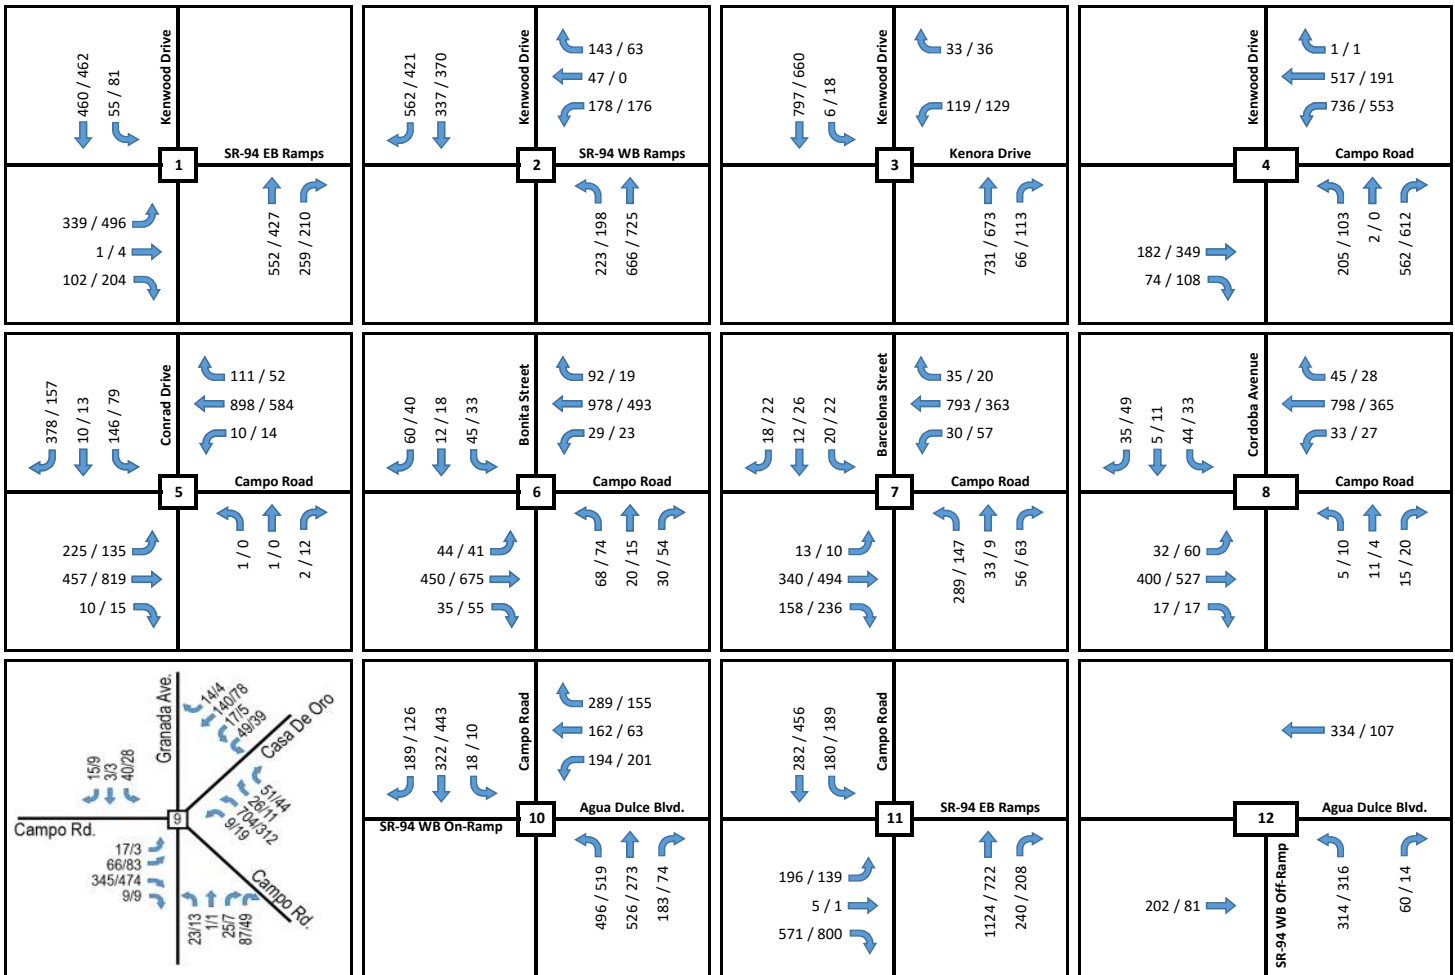 460 / 462
55 / 81
Kenwood Drive
SR-94 EB Ramps
1
339 / 496
1 / 4
102 / 204
552 / 427
259 / 210
562 / 421
337 / 370
Kenwood Drive
143 / 63
47 / 0
178 / 176
SR-94 WB Ramps
2
223 / 198
666 / 725
797 / 660
6 / 18
Kenwood Drive
33 / 36
119 / 129
Kenora Drive
3
731 / 673
66 / 113
Kenwood Drive
1 / 1
517 / 191
736 / 553
Campo Road
4
182 / 349
74 / 108
205 / 103
2 / 0
562 / 612
378 / 157
10 / 13
146 / 79
Conrad Drive
111 / 52
898 / 584
10 / 14
Campo Road
5
225 / 135
457 / 819
10 / 15
1 / 0
1 / 0
2 / 12
60 / 40
12 / 18
45 / 33
Bonita Street
92 / 19
978 / 493
29 / 23
Campo Road
6
44 / 41
450 / 675
35 / 55
68 / 74
20 / 15
30 / 54
18 / 22
12 / 26
20 / 22
Barcelona Street
35 / 20
793 / 363
30 / 57
Campo Road
7
13 / 10
340 / 494
158 / 236
289 / 147
33 / 9
56 / 63
35 / 49
5 / 11
44 / 33
Cordoba Avenue
45 / 28
798 / 365
33 / 27
Campo Road
8
32 / 60
400 / 527
17 / 17
5 / 10
11 / 4
15 / 20
Granada Ave.
14/4
140/78
17/5
49/39
Casa De Oro
15/9
3/3
40/28
51/44
26/11
704/312
9/19
Campo Rd.
9
17/3
66/83
345/474
9/9
23/13
1/1
25/7
87/49
Campo Rd.
189 / 126
322 / 443
18 / 10
Campo Road
289 / 155
162 / 63
194 / 201
Agua Dulce Blvd.
SR-94 WB On-Ramp
10
496 / 519
526 / 273
183 / 74
282 / 456
180 / 189
Campo Road
SR-94 EB Ramps
11
196 / 139
5 / 1
571 / 800
1124 / 722
240 / 208
334 / 107
Agua Dulce Blvd.
12
202 / 81
SR-94 WB Off-Ramp
314 / 316
60 / 14